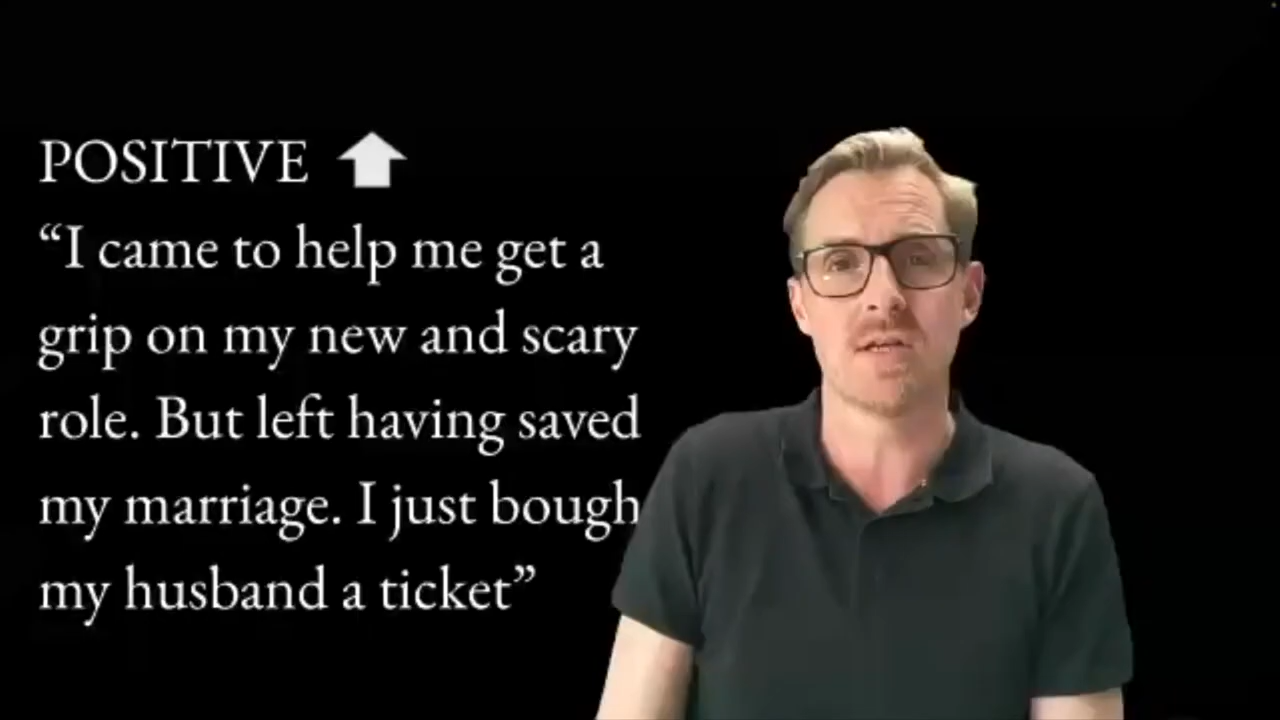 POSITIVE
“I came to help me get a
grip on my new and scary
role. But left having saved
my marriage. I just bough
my husband a ticket”